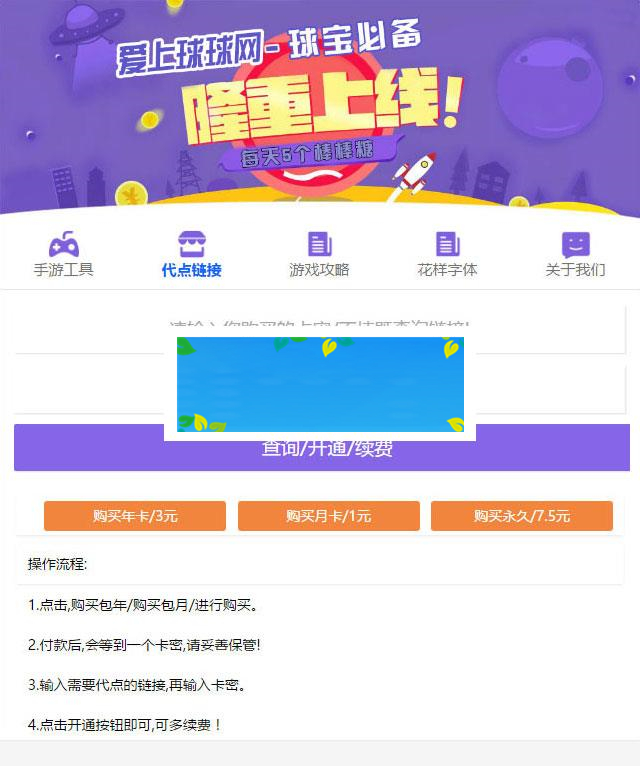 爱上球球网-球宝必备
隆重上线!
每天5个棒棒糖
手游工具
代点链接
游戏攻略
花样字体
关于我们
查询/开通/续费
购买年卡/3元
购买月卡/1元
购买永久/7.5元
操作流程:
1.点击,购买包年/购买包月/进行购买。
2.付款后,会等到一个卡密,请妥善保管!
3.输入需要代点的链接,再输入卡密。
4.点击开通按钮即可,可多续费！